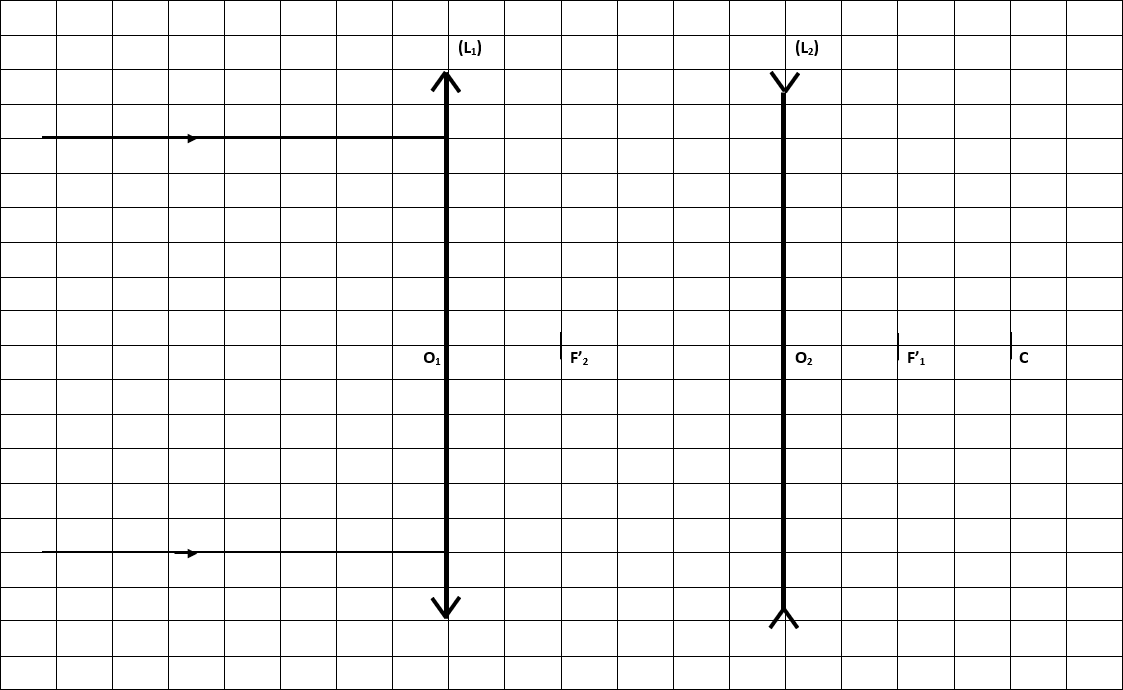 (L₁) (L₂)
O₁ F'₂ O₂ F'₁ C